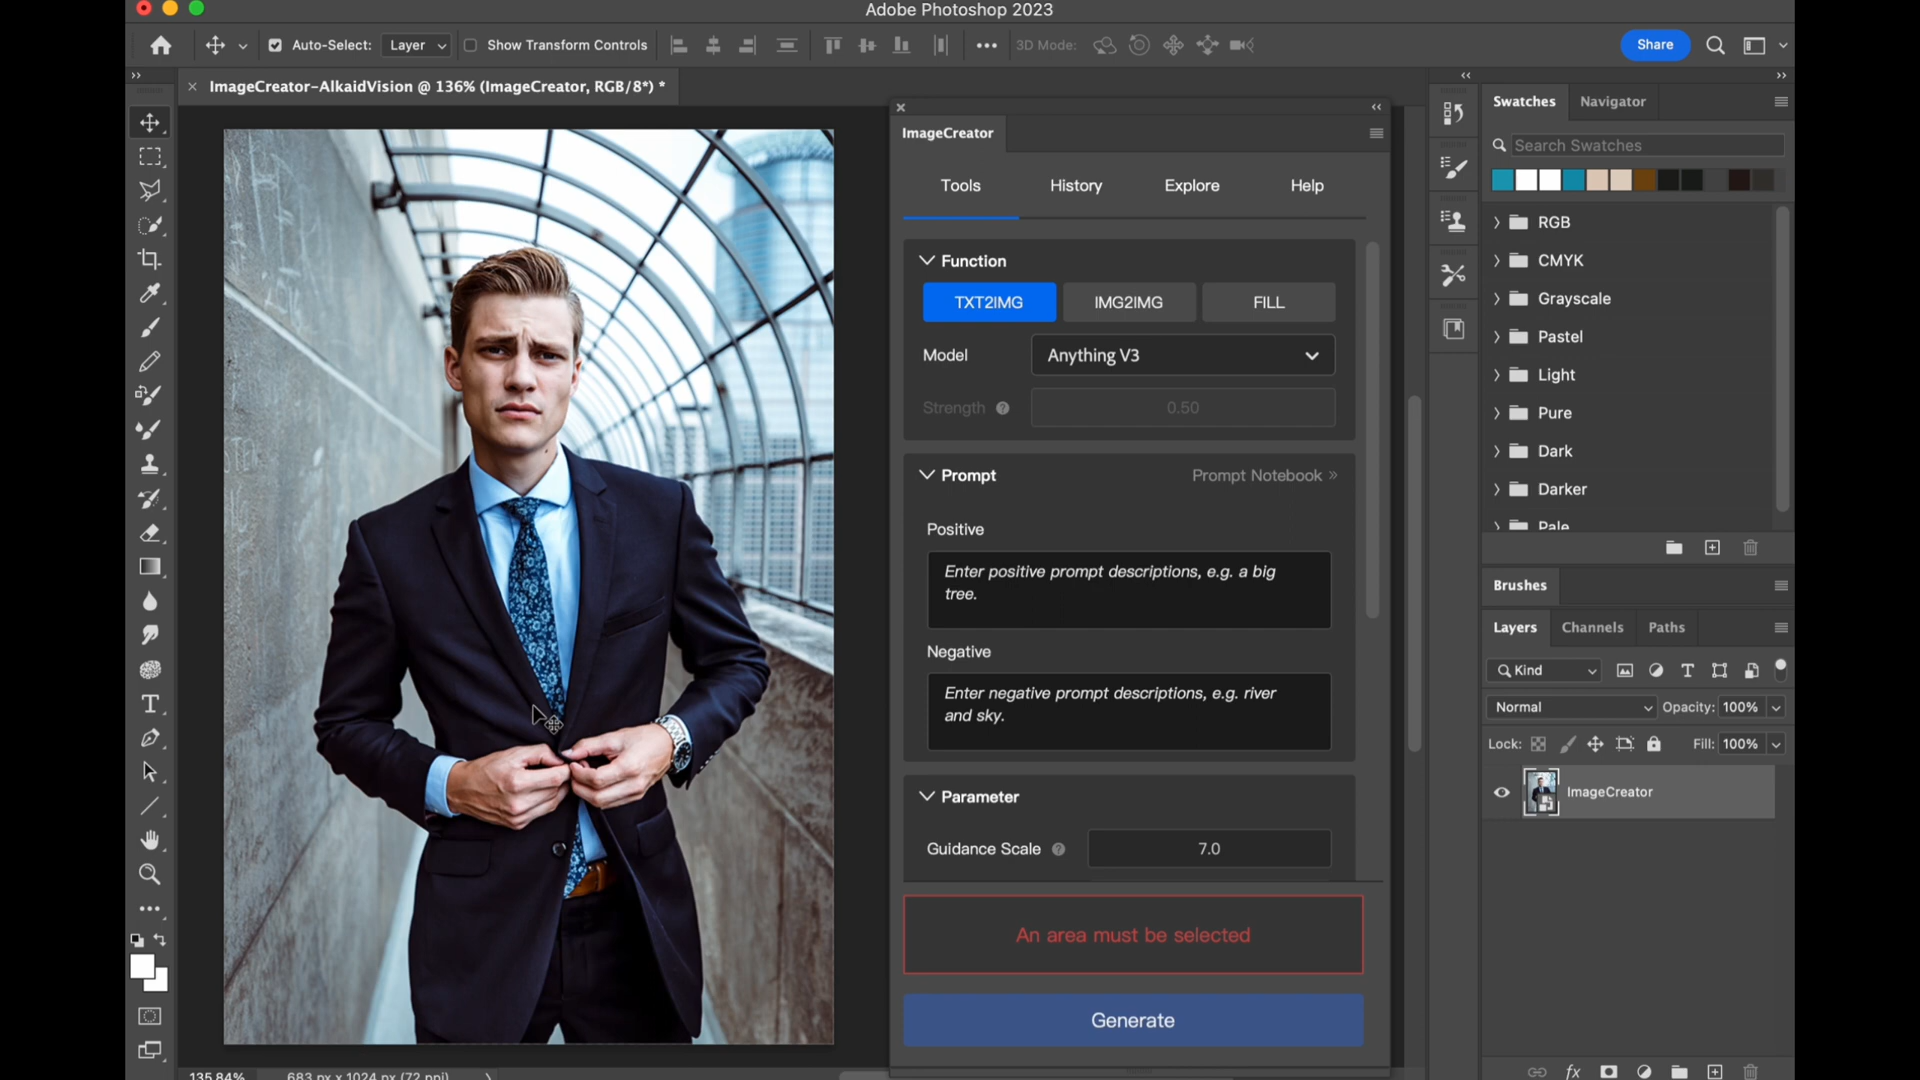 Adobe Photoshop 2023
Auto-Select: Layer Show Transform Controls 3D Mode: Share
ImageCreator-AlkaidVision @ 136% (ImageCreator, RGB/8*) *
ImageCreator
Tools History Explore Help
Function
TXT2IMG IMG2IMG FILL
Model Anything V3
Strength 0.50
Prompt Prompt Notebook »
Positive
Enter positive prompt descriptions, e.g. a big
tree.
Negative
Enter negative prompt descriptions, e.g. river
and sky.
Parameter
Guidance Scale 7.0
An area must be selected
Generate
Swatches Navigator
Search Swatches
RGB
CMYK
Grayscale
Pastel
Light
Pure
Dark
Darker
Pale
Brushes
Layers Channels Paths
Kind
Normal Opacity: 100%
Lock: Fill: 100%
ImageCreator
fx
135.84% 683 px x 1024 px (72 ppi)